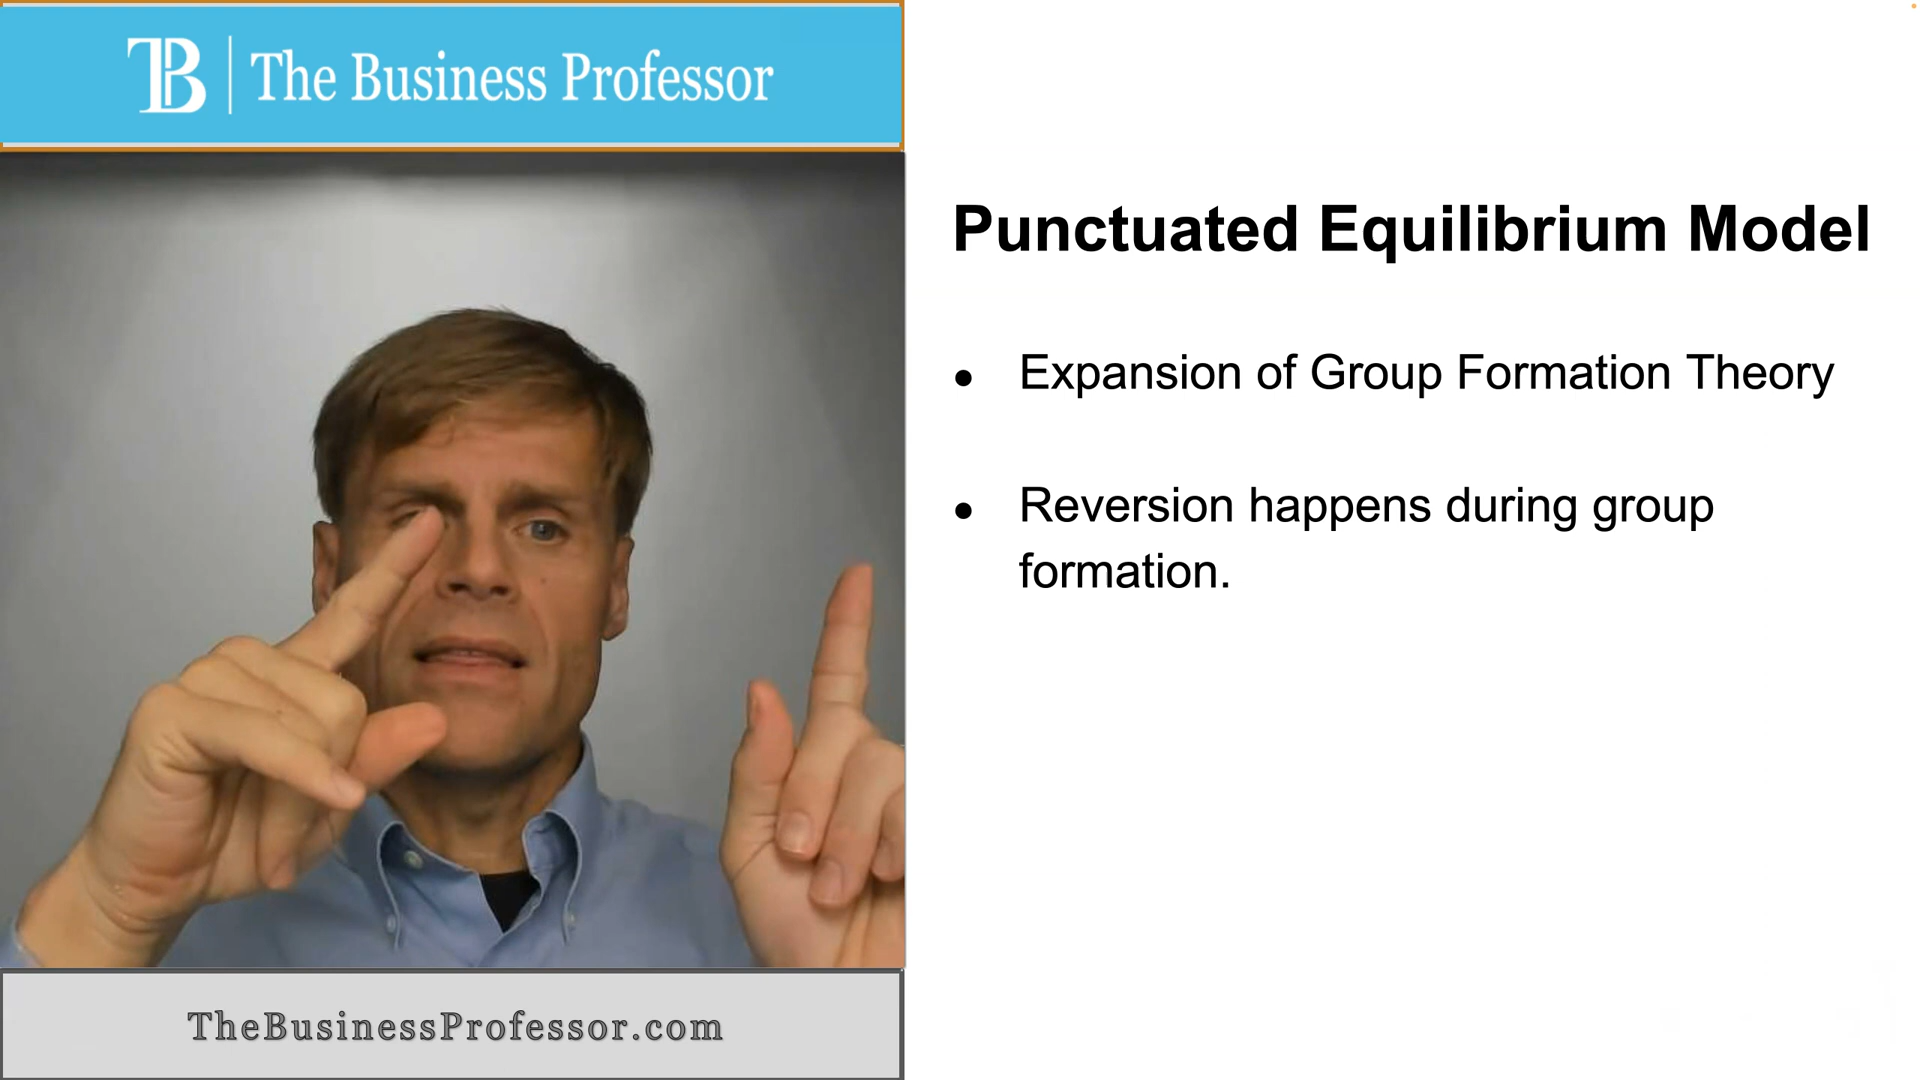 TB | The Business Professor
Punctuated Equilibrium Model
● Expansion of Group Formation Theory
● Reversion happens during group
formation.
TheBusinessProfessor.com